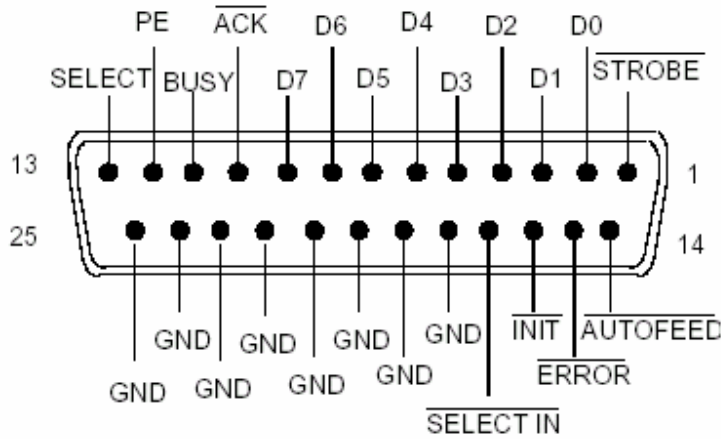 PE ACK D6 D4 D2 D0
SELECT BUSY D7 D5 D3 D1 STROBE
13 1
25 14
GND GND GND GND INIT AUTOFEED
GND GND GND GND ERROR
SELECT IN